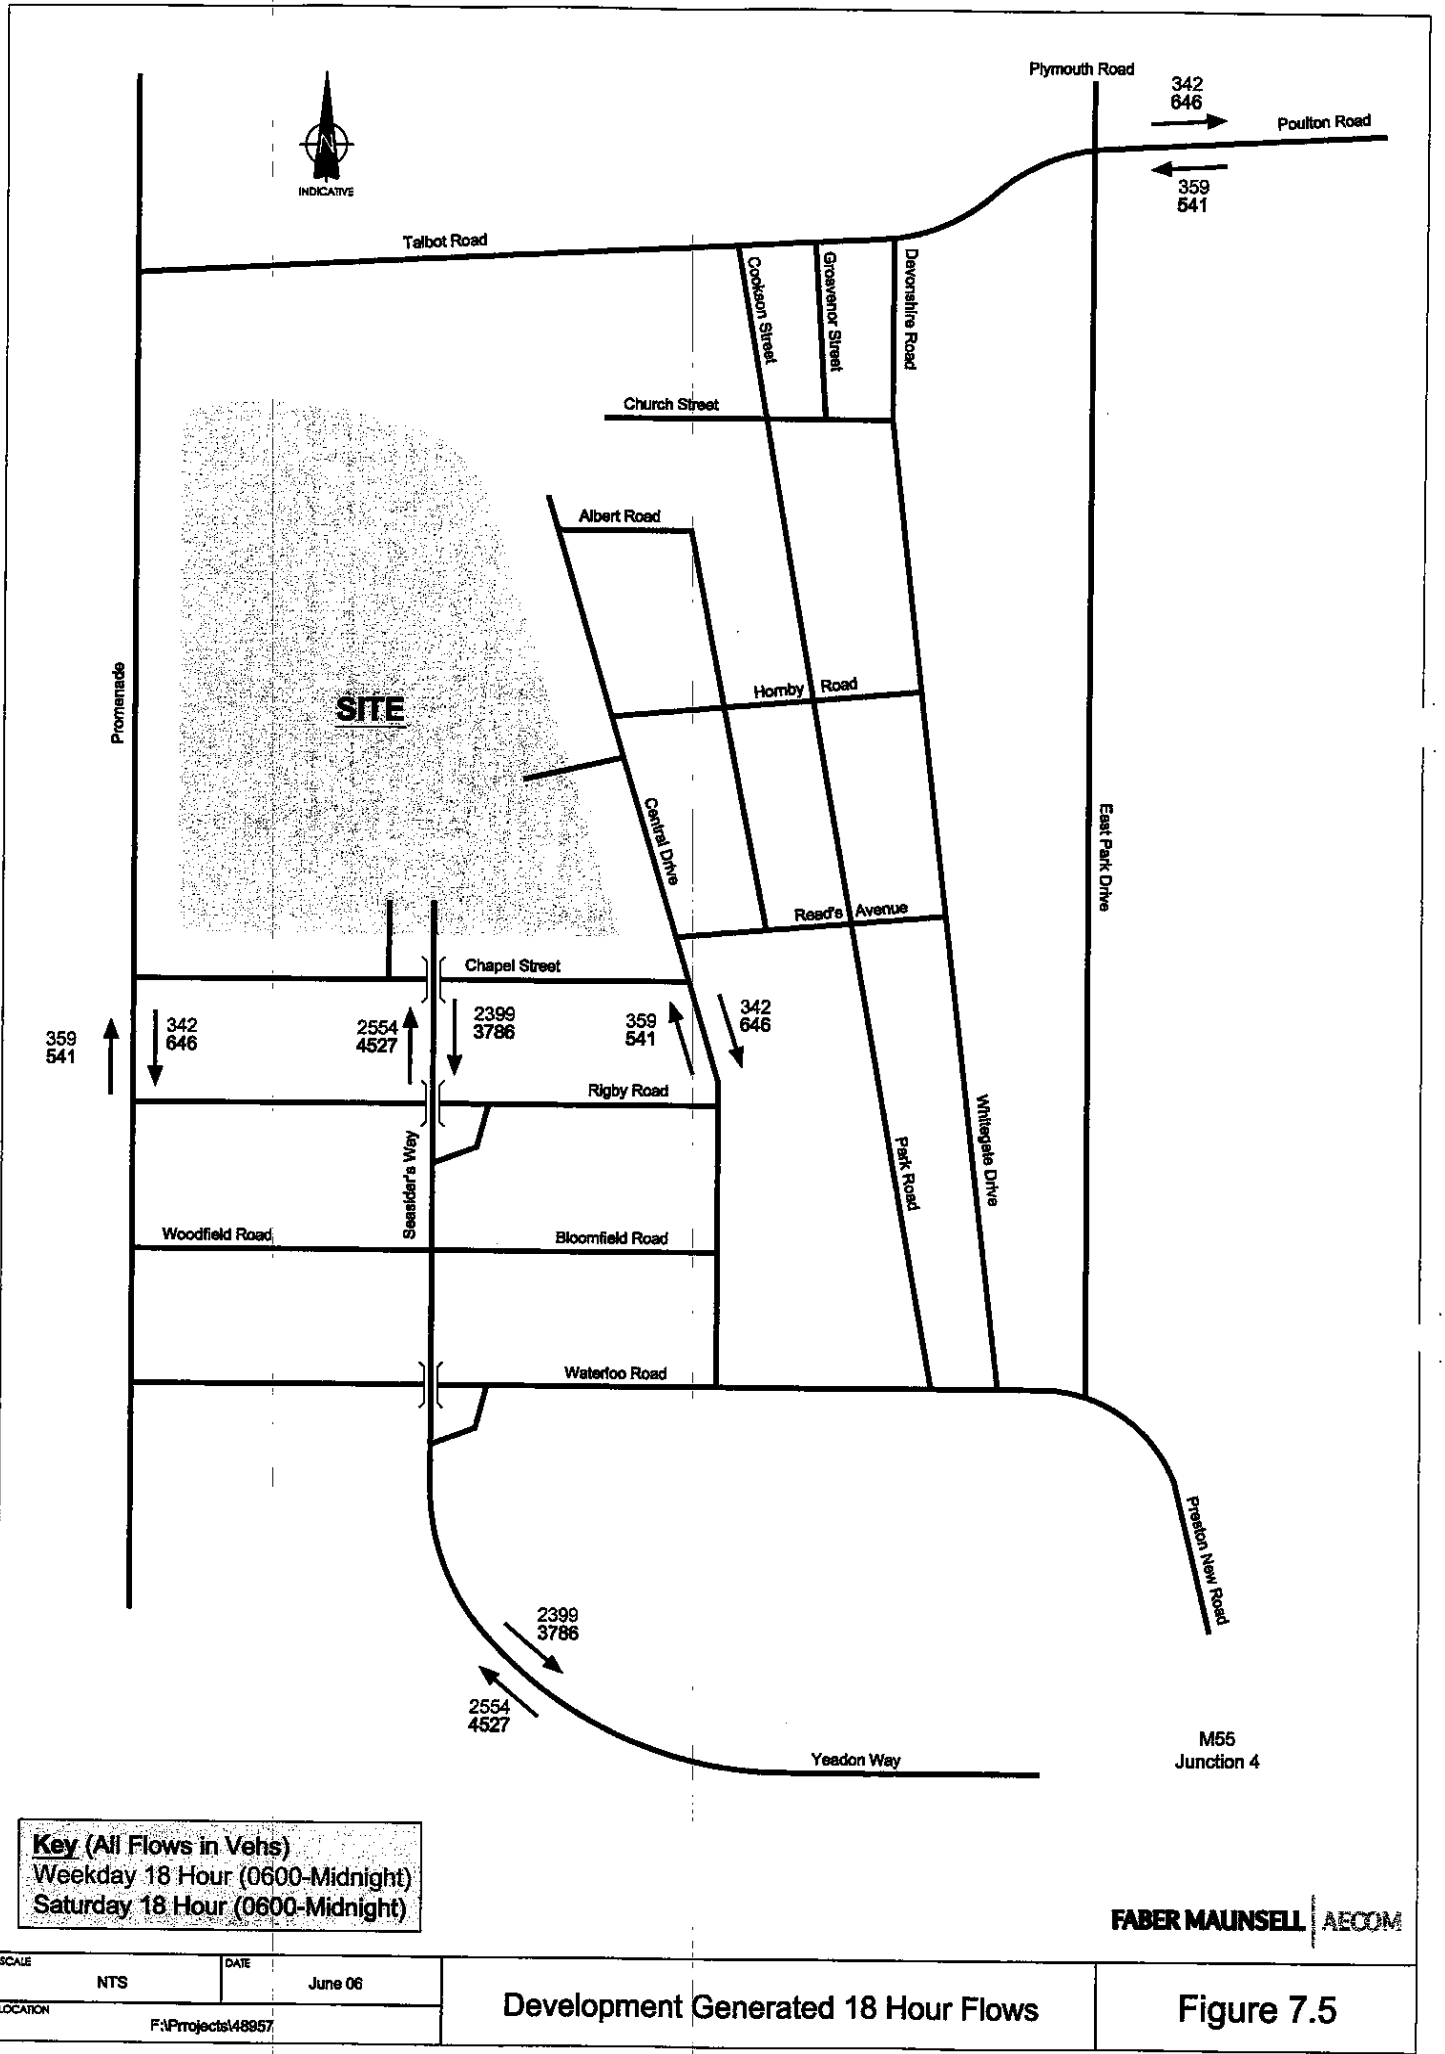 Plymouth Road
342
646
Poulton Road
359
541
N
INDICATIVE
Talbot Road
Cookson Street
Grosvenor Street
Devonshire Road
Church Street
Albert Road
Promenade
SITE
Hornby Road
Central Drive
East Park Drive
Read's Avenue
Chapel Street
359
541
342
646
2554
4527
2399
3786
359
541
342
646
Rigby Road
Seasider's Way
Park Road
Whitegate Drive
Woodfield Road
Bloomfield Road
Waterloo Road
Preston New Road
2399
3786
2554
4527
Yeadon Way
M55
Junction 4
Key (All Flows in Vehs)
Weekday 18 Hour (0600-Midnight)
Saturday 18 Hour (0600-Midnight)
FABER MAUNSELL | AECOM
SCALE
NTS
DATE
June 06
LOCATION
F:\Prrojects\48957
Development Generated 18 Hour Flows
Figure 7.5